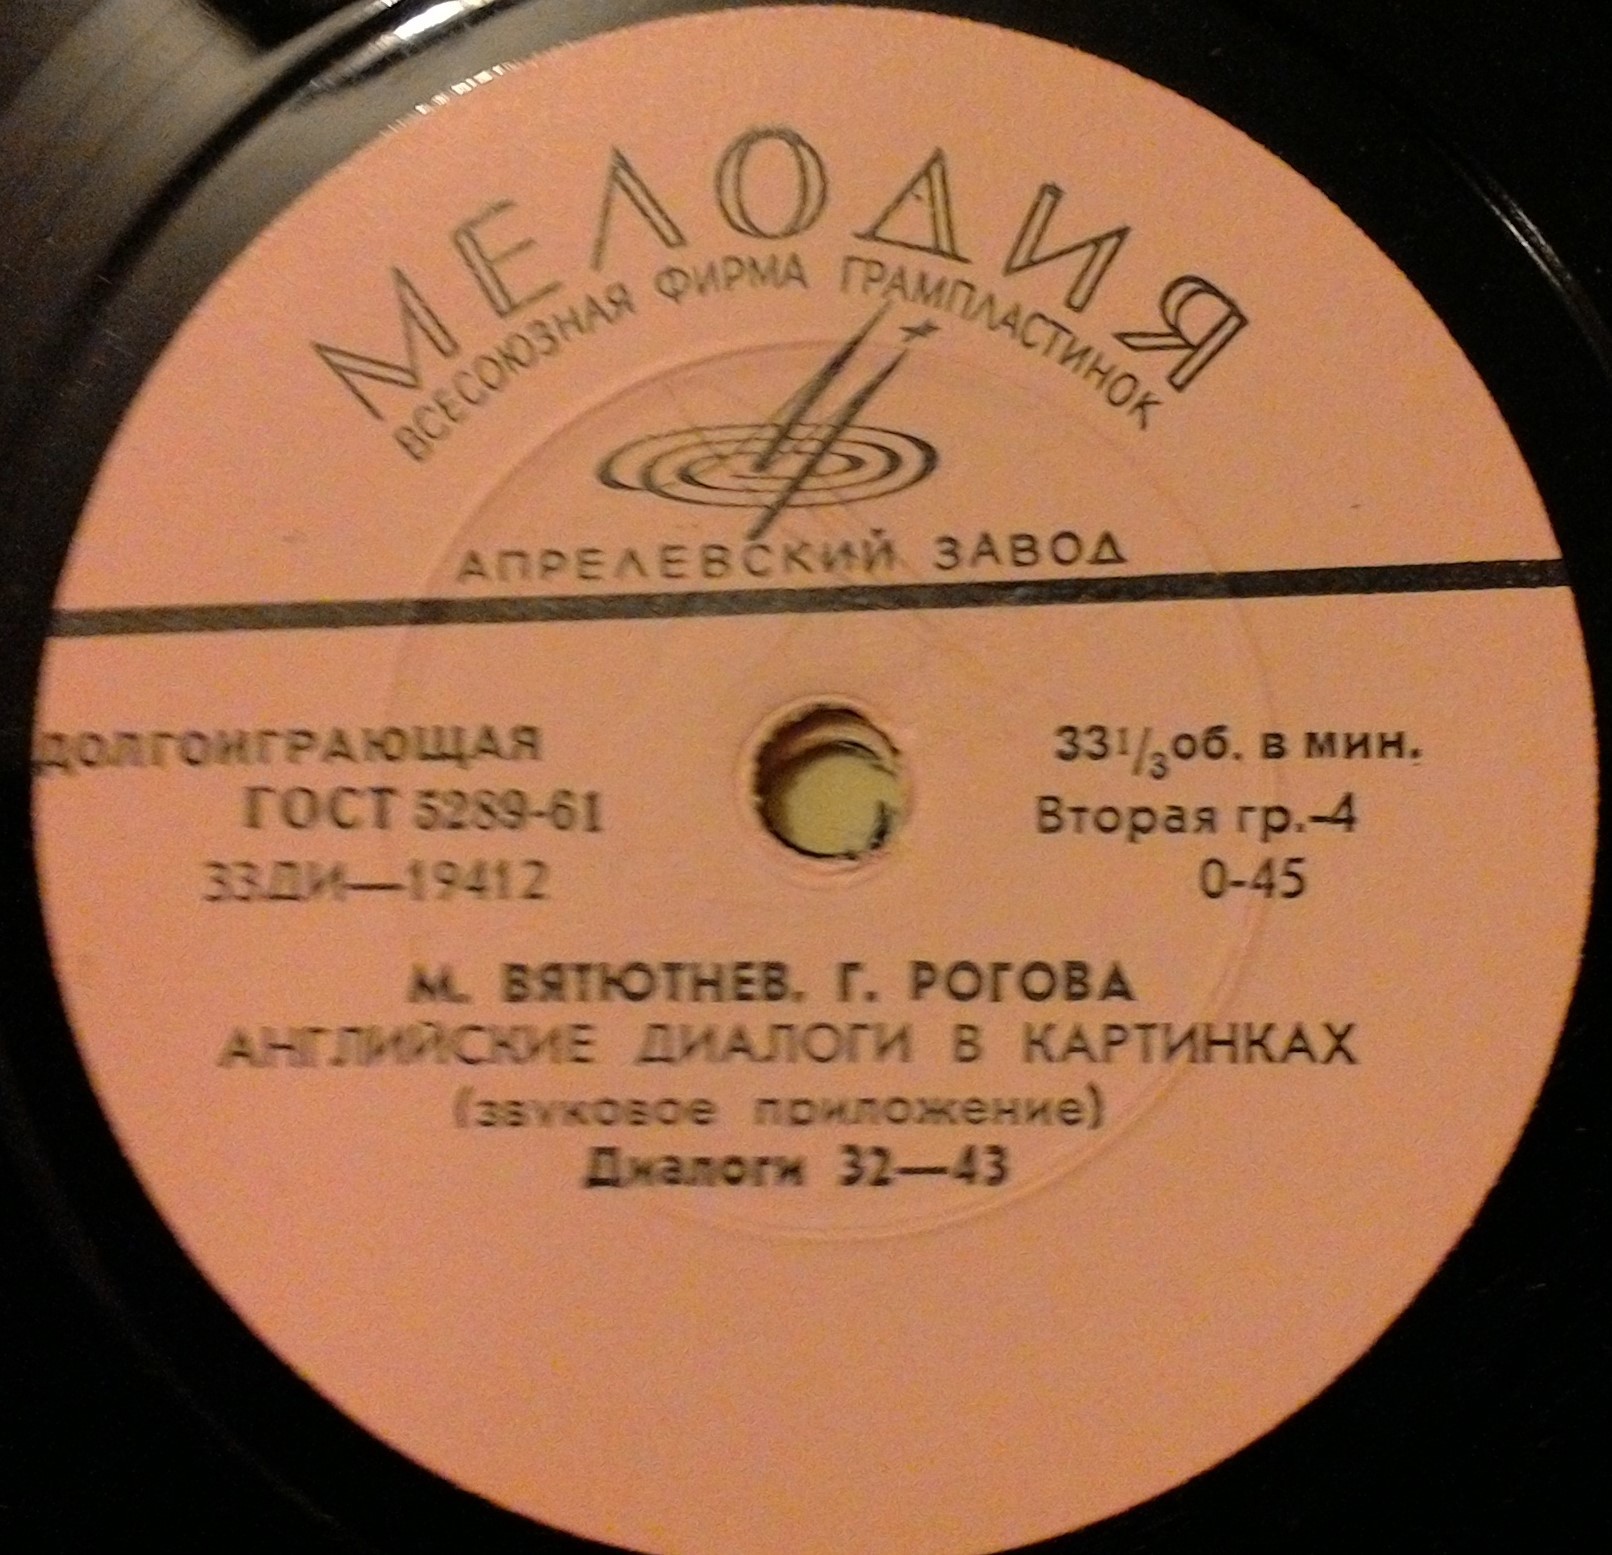 МЕЛОДИЯ
ВСЕСОЮЗНАЯ ФИРМА ГРАМПЛАСТИНОК
АПРЕЛЕВСКИЙ ЗАВОД
ДОЛГОИГРАЮЩАЯ
ГОСТ 5289-61
33ДИ—19412
33 1/3 об. в мин.
Вторая гр.-4
0-45
М. ВЯТЮТНЕВ, Г. РОГОВА
АНГЛИЙСКИЕ ДИАЛОГИ В КАРТИНКАХ
(звуковое приложение)
Диалоги 32—43